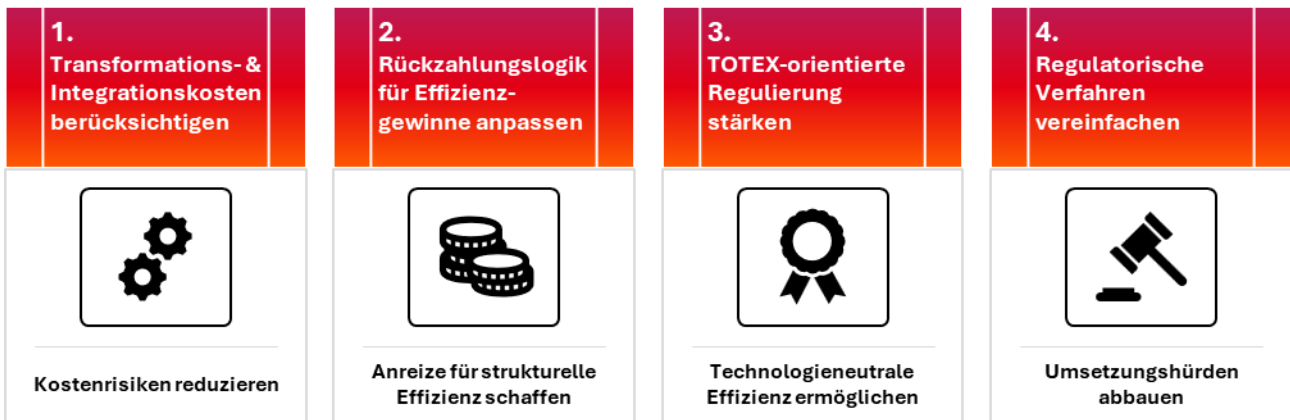 1.
Transformations- &
Integrationskosten
berücksichtigen
Kostenrisiken reduzieren
2.
Rückzahlungslogik
für Effizienz-
gewinne anpassen
Anreize für strukturelle
Effizienz schaffen
3.
TOTEX-orientierte
Regulierung
stärken
Technologieneutrale
Effizienz ermöglichen
4.
Regulatorische
Verfahren
vereinfachen
Umsetzungshürden
abbauen